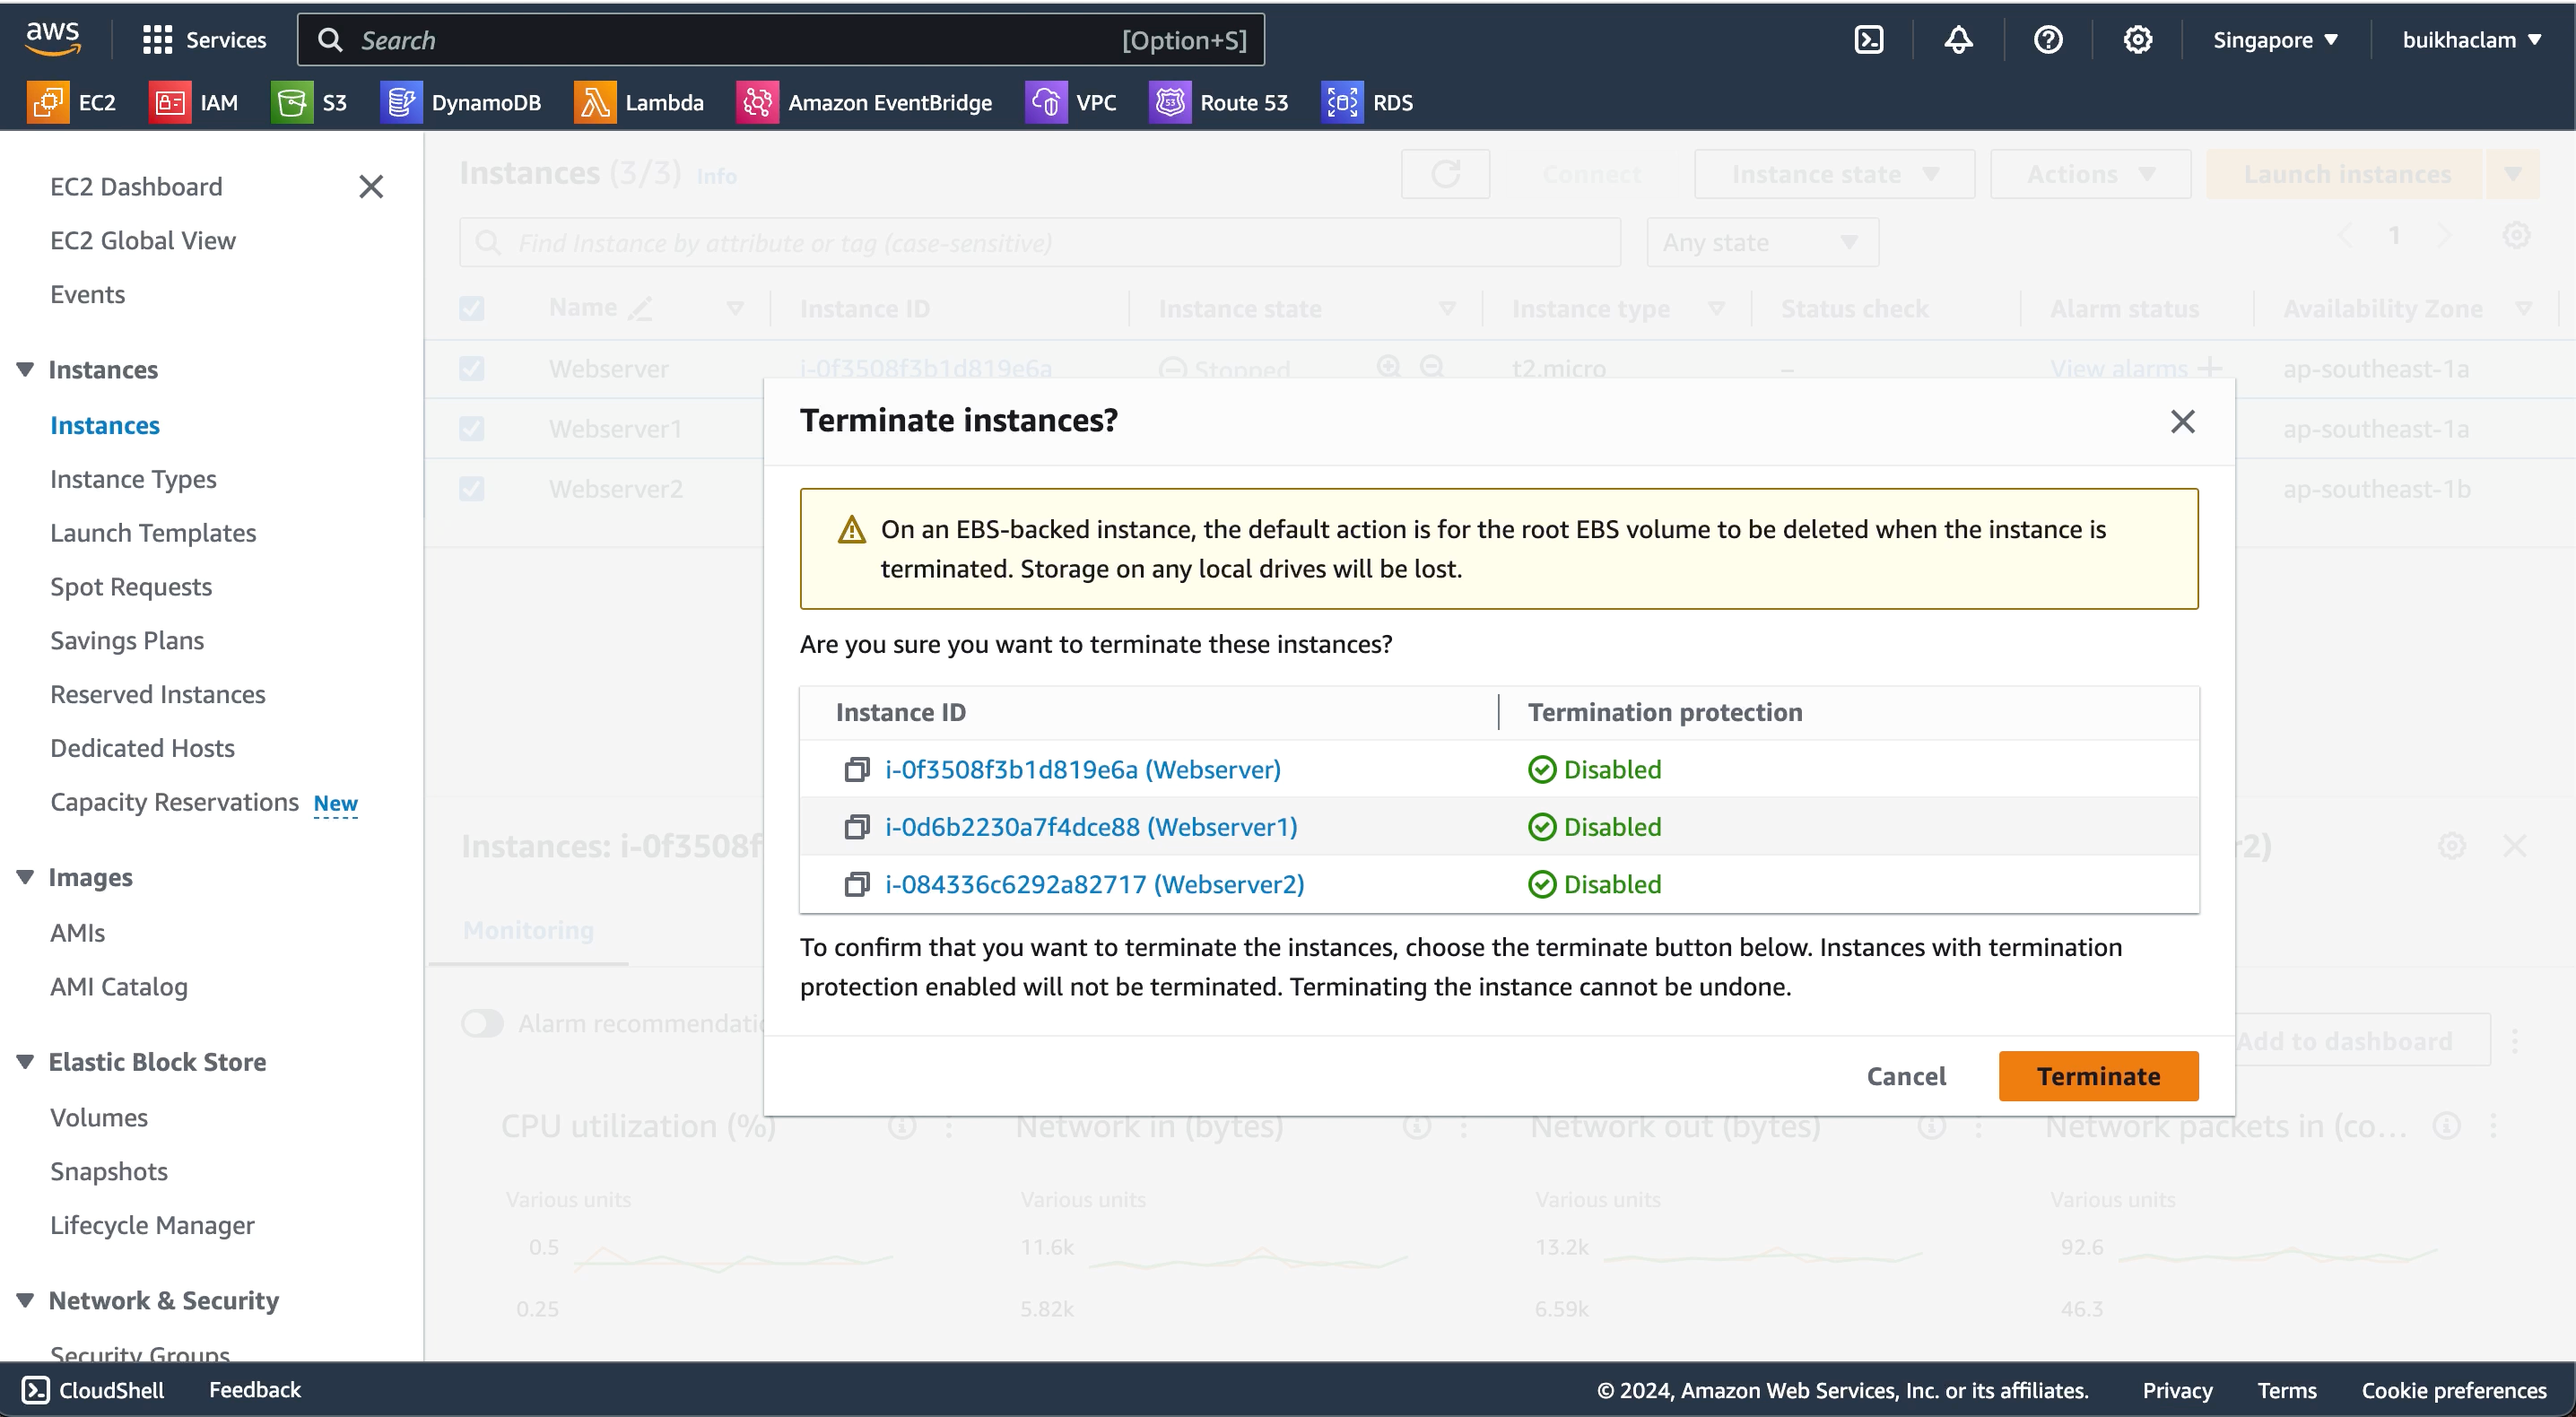 aws
Services
Search
[Option+S]
Singapore
buikhaclam
EC2
IAM
S3
DynamoDB
Lambda
Amazon EventBridge
VPC
Route 53
RDS
EC2 Dashboard
EC2 Global View
Events
Instances
Instances
Instance Types
Launch Templates
Spot Requests
Savings Plans
Reserved Instances
Dedicated Hosts
Capacity Reservations New
Images
AMIs
AMI Catalog
Elastic Block Store
Volumes
Snapshots
Lifecycle Manager
Network & Security
Security Groups
Instances (3/3) Info
Connect
Instance state
Actions
Launch instances
Find Instance by attribute or tag (case-sensitive)
Any state
1
Name
Instance ID
Instance state
Instance type
Status check
Alarm status
Availability Zone
Webserver
i-0f3508f3b1d819e6a
Stopped
t2.micro
–
View alarms +
ap-southeast-1a
Webserver1
ap-southeast-1a
Webserver2
ap-southeast-1b
Terminate instances?
On an EBS-backed instance, the default action is for the root EBS volume to be deleted when the instance is
terminated. Storage on any local drives will be lost.
Are you sure you want to terminate these instances?
Instance ID
Termination protection
i-0f3508f3b1d819e6a (Webserver)
Disabled
i-0d6b2230a7f4dce88 (Webserver1)
Disabled
i-084336c6292a82717 (Webserver2)
Disabled
To confirm that you want to terminate the instances, choose the terminate button below. Instances with termination
protection enabled will not be terminated. Terminating the instance cannot be undone.
Cancel
Terminate
Instances: i-0f3508f
r2)
Monitoring
Alarm recommendatio
Add to dashboard
CPU utilization (%)
Various units
0.5
0.25
Network in (bytes)
Various units
11.6k
5.82k
Network out (bytes)
Various units
13.2k
6.59k
Network packets in (co...
Various units
92.6
46.3
CloudShell
Feedback
© 2024, Amazon Web Services, Inc. or its affiliates.
Privacy
Terms
Cookie preferences